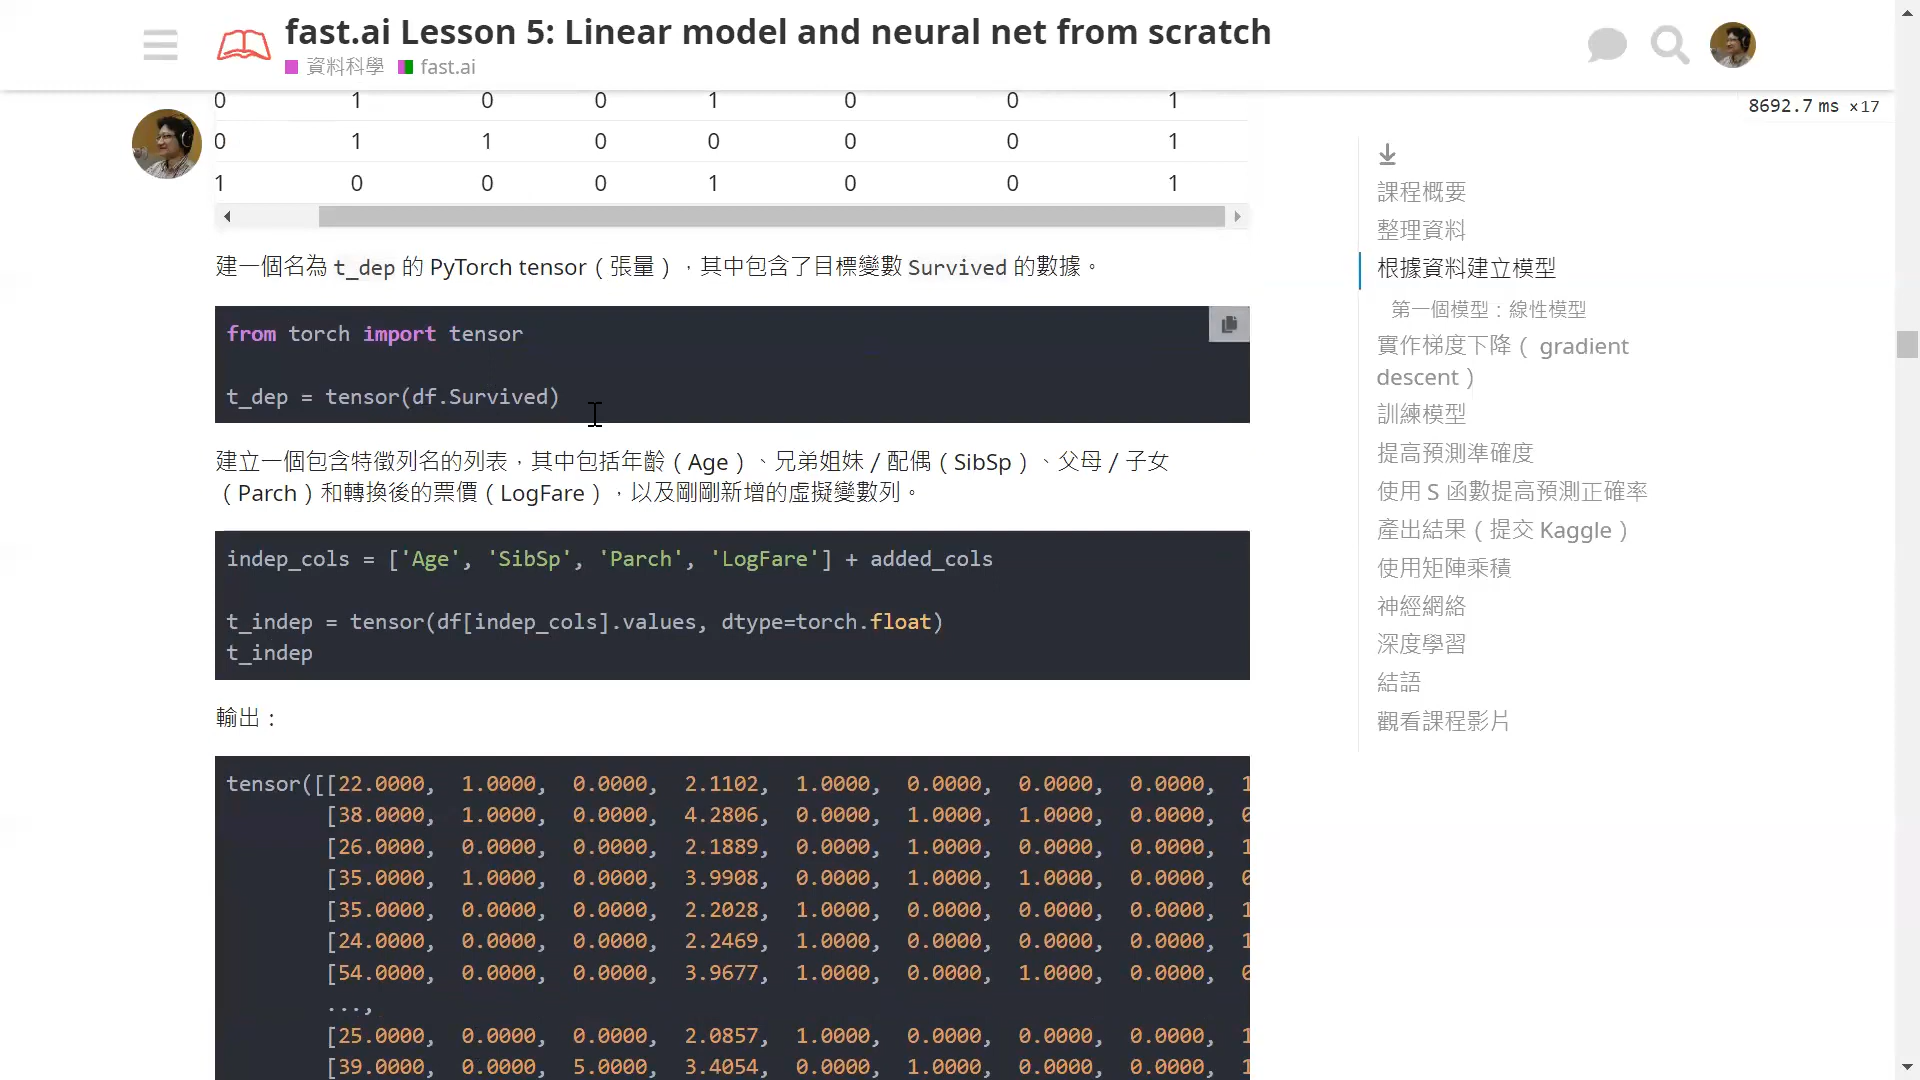 fast.ai Lesson 5: Linear model and neural net from scratch
資料科學 fast.ai
8692.7 ms ×17
0 1 0 0 1 0 0 1
0 1 1 0 0 0 0 1
1 0 0 0 1 0 0 1
建一個名為 t_dep 的 PyTorch tensor（張量），其中包含了目標變數 Survived 的數據。
from torch import tensor
t_dep = tensor(df.Survived)
建立一個包含特徵列名的列表，其中包括年齡（Age）、兄弟姐妹 / 配偶（SibSp）、父母 / 子女
（Parch）和轉換後的票價（LogFare），以及剛剛新增的虛擬變數列。
indep_cols = ['Age', 'SibSp', 'Parch', 'LogFare'] + added_cols
t_indep = tensor(df[indep_cols].values, dtype=torch.float)
t_indep
輸出：
tensor([[22.0000, 1.0000, 0.0000, 2.1102, 1.0000, 0.0000, 0.0000, 0.0000, 1
[38.0000, 1.0000, 0.0000, 4.2806, 0.0000, 1.0000, 1.0000, 0.0000, 0
[26.0000, 0.0000, 0.0000, 2.1889, 0.0000, 1.0000, 0.0000, 0.0000, 1
[35.0000, 1.0000, 0.0000, 3.9908, 0.0000, 1.0000, 1.0000, 0.0000, 0
[35.0000, 0.0000, 0.0000, 2.2028, 1.0000, 0.0000, 0.0000, 0.0000, 1
[24.0000, 0.0000, 0.0000, 2.2469, 1.0000, 0.0000, 0.0000, 0.0000, 1
[54.0000, 0.0000, 0.0000, 3.9677, 1.0000, 0.0000, 1.0000, 0.0000, 0
...,
[25.0000, 0.0000, 0.0000, 2.0857, 1.0000, 0.0000, 0.0000, 0.0000, 1
[39.0000, 0.0000, 5.0000, 3.4054, 0.0000, 1.0000, 0.0000, 0.0000, 1
課程概要
整理資料
根據資料建立模型
第一個模型：線性模型
實作梯度下降（ gradient
descent ）
訓練模型
提高預測準確度
使用 S 函數提高預測正確率
產出結果（提交 Kaggle ）
使用矩陣乘積
神經網絡
深度學習
結語
觀看課程影片